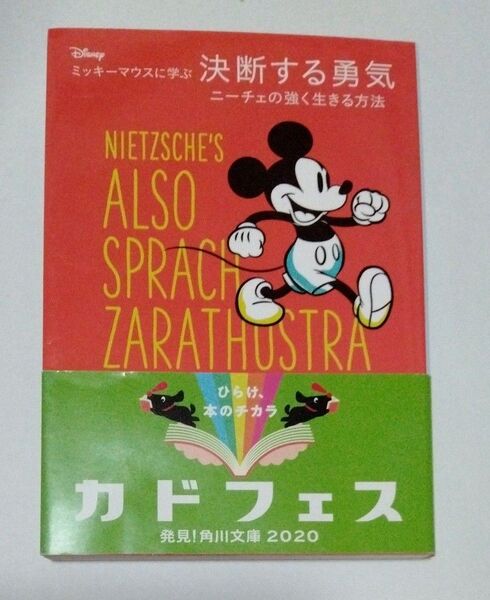 Disney
ミッキーマウスに学ぶ 決断する勇気
ニーチェの強く生きる方法
NIETZSCHE'S
ALSO
SPRACH
ZARATHUSTRA
ひらけ、
本のチカラ
カドフェス
発見!角川文庫 2020